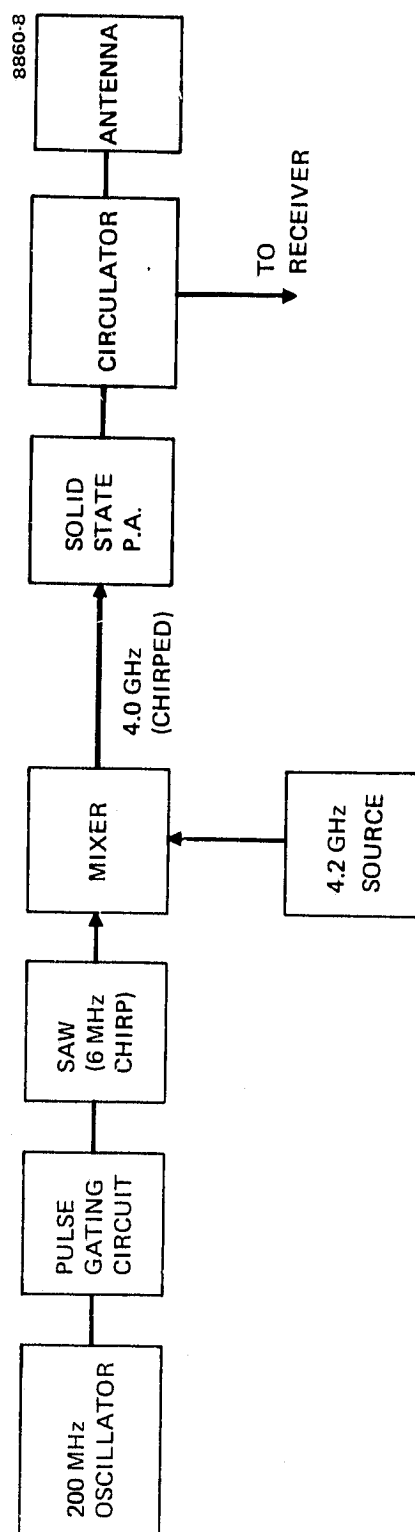 8860-8
200 MHz
OSCILLATOR
PULSE
GATING
CIRCUIT
SAW
(6 MHz
CHIRP)
MIXER
4.2 GHz
SOURCE
4.0 GHz
(CHIRPED)
SOLID
STATE
P.A.
CIRCULATOR
TO
RECEIVER
ANTENNA